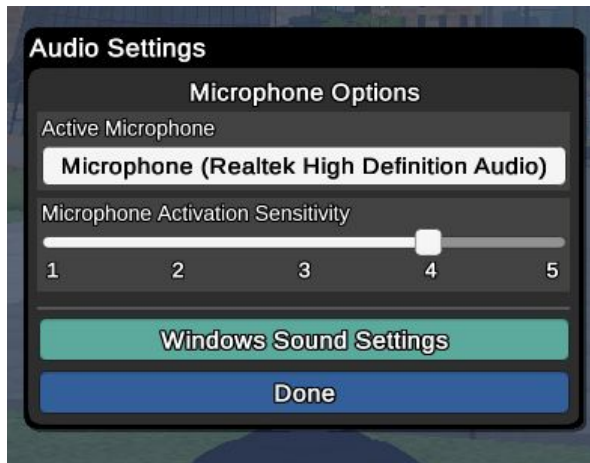 Audio Settings
Microphone Options
Active Microphone
Microphone (Realtek High Definition Audio)
Microphone Activation Sensitivity
1 2 3 4 5
Windows Sound Settings
Done